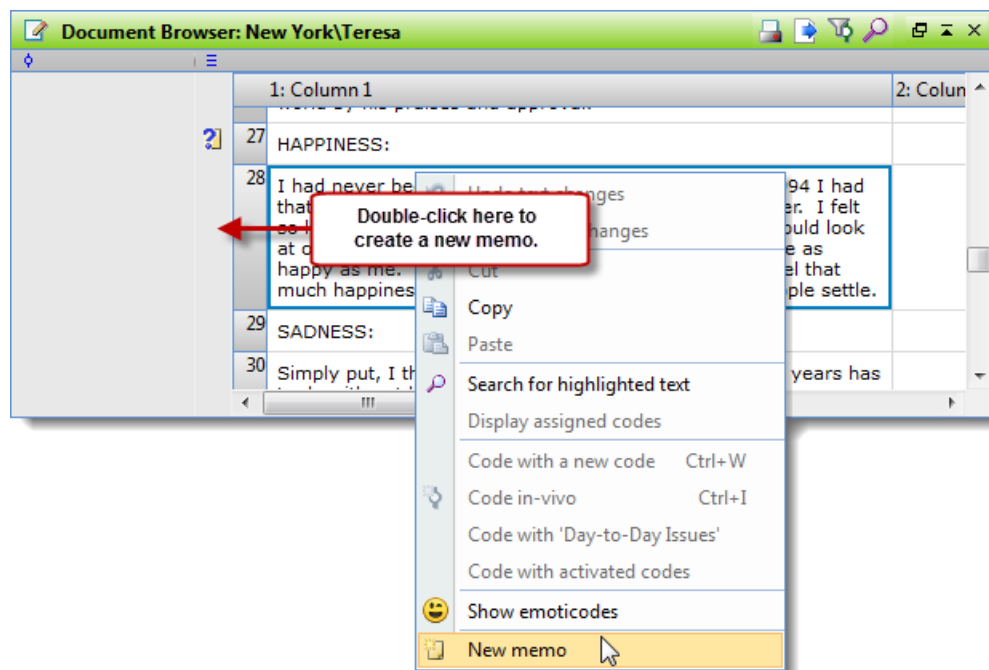 Document Browser: New York\Teresa
1: Column 1
2: Colun
27 HAPPINESS:
28 I had never be 94 I had
that er. I felt
ould look
at e as
happy as me. el that
much happines ple settle.
Double-click here to
create a new memo.
29 SADNESS:
30 Simply put, I th years has
Undo text changes
hanges
Cut
Copy
Paste
Search for highlighted text
Display assigned codes
Code with a new code Ctrl+W
Code in-vivo Ctrl+I
Code with 'Day-to-Day Issues'
Code with activated codes
Show emoticodes
New memo